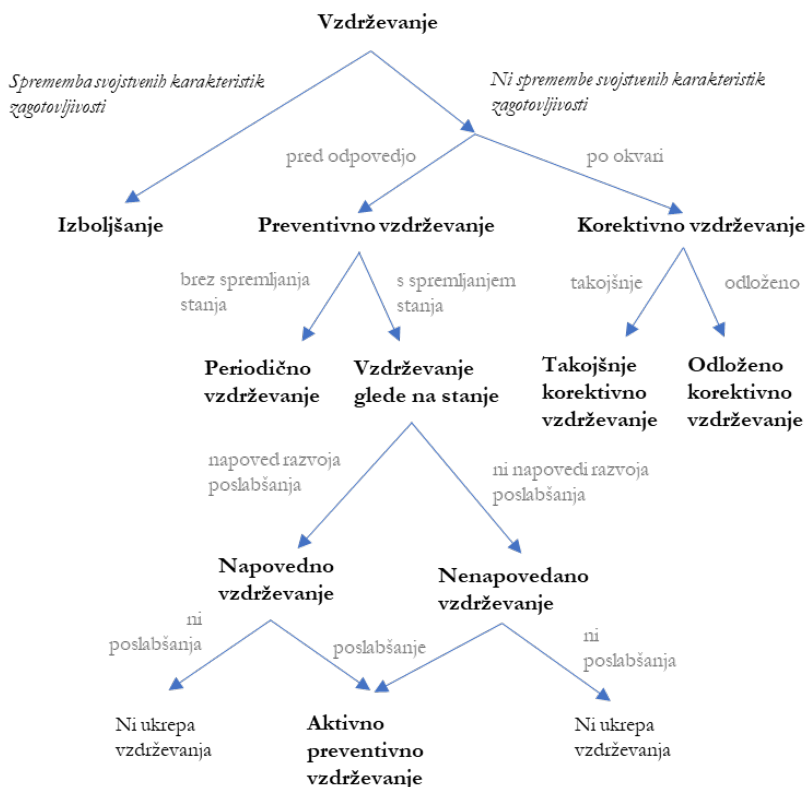 Vzdrževanje
Sprememba svojstvenih karakteristik
zagotovljivosti
Ni spremembe svojstvenih karakteristik
zagotovljivosti
pred odpovedjo
po okvari
Izboljšanje
Preventivno vzdrževanje
Korektivno vzdrževanje
brez spremljanja
stanja
s spremljanjem
stanja
takojšnje
odloženo
Periodično
vzdrževanje
Vzdrževanje
glede na stanje
Takojšnje
korektivno
vzdrževanje
Odloženo
korektivno
vzdrževanje
napoved razvoja
poslabšanja
ni napovedi razvoja
poslabšanja
Napovedno
vzdrževanje
Nenapovedano
vzdrževanje
ni
poslabšanja
poslabšanje
ni
poslabšanja
Ni ukrepa
vzdrževanja
Aktivno
preventivno
vzdrževanje
Ni ukrepa
vzdrževanja